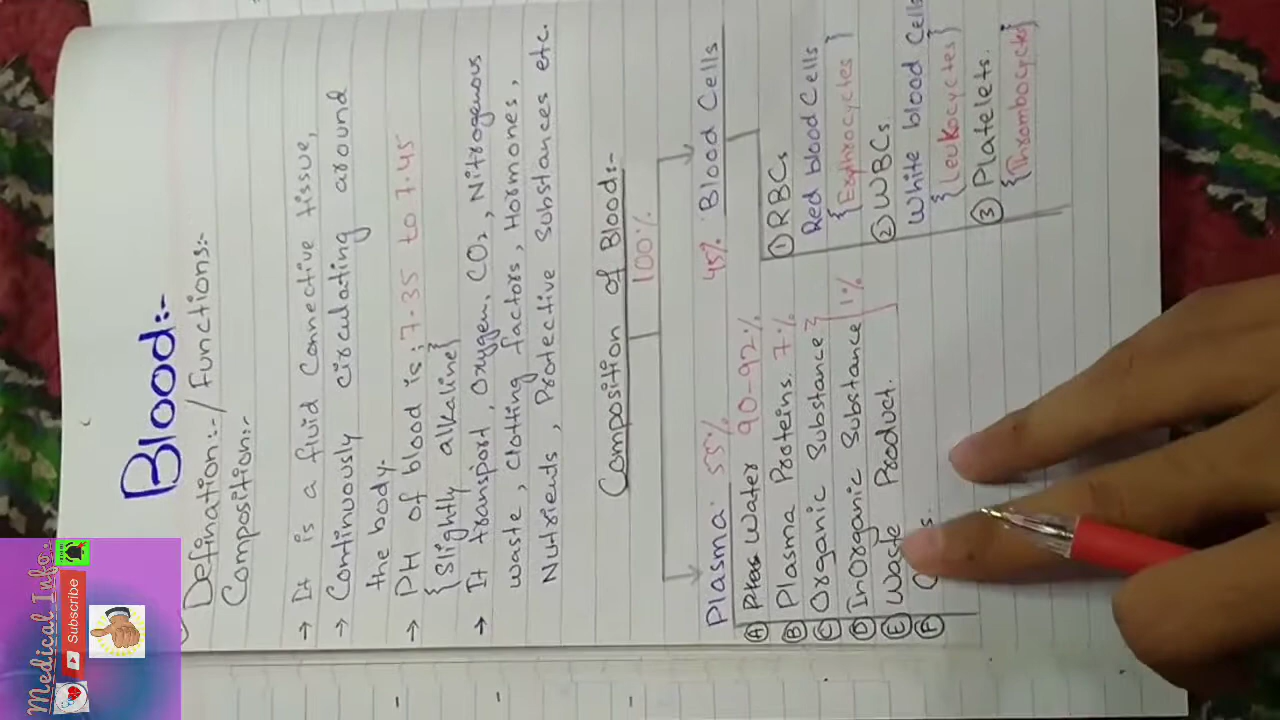 Blood:-
Defination:-/Functions:-
Composition:-
→ It is a fluid Connective tissue,
→ Continuously circulating around
the body.
→ PH of blood is; 7.35 to 7.45
{Slightly alkaline}
→ It transport, Oxygen, CO2, Nitrogenous
waste, Clotting factors, Hormones,
Nutrients, Protective Substances etc.
Composition of Blood:-
100%
Plasma. 55%
Ⓐ Water 90-92%
Ⓑ Plasma Proteins. 7%
Ⓒ Organic Substance}
Ⓓ Inorganic Substance 1%
Ⓔ Waste Product.
Ⓕ
45% Blood Cells
① RBCs
Red blood Cells
{Erythrocytes}
② WBCs.
White blood Cells
{Leukocytes}
③ Platelets.
{Thrombocyte}
Medical Info:-
Subscribe